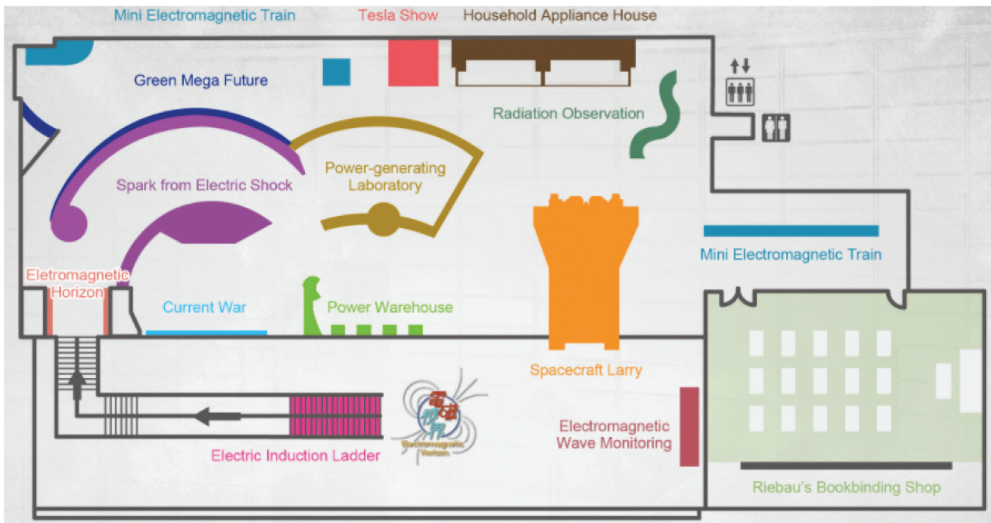 Mini Electromagnetic Train
Tesla Show
Household Appliance House
Green Mega Future
Radiation Observation
Power-generating
Laboratory
Spark from Electric Shock
Mini Electromagnetic Train
Eletromagnetic
Horizon
Current War
Power Warehouse
Spacecraft Larry
Electromagnetic
Wave Monitoring
Electric Induction Ladder
Electromagnetic
Riebau's Bookbinding Shop